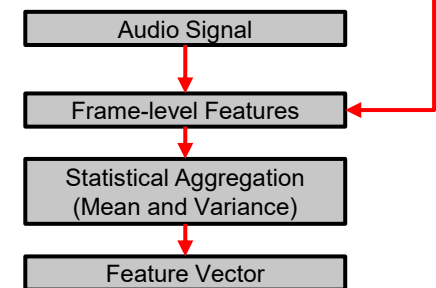 Audio Signal
Frame-level Features
Statistical Aggregation
(Mean and Variance)
Feature Vector